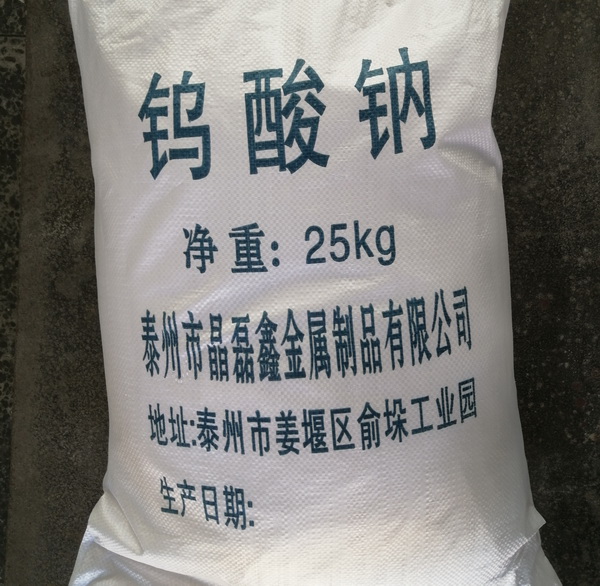 钨酸钠
净重: 25kg
泰州市晶磊鑫金属制品有限公司
地址:泰州市姜堰区俞垛工业园
生产日期: